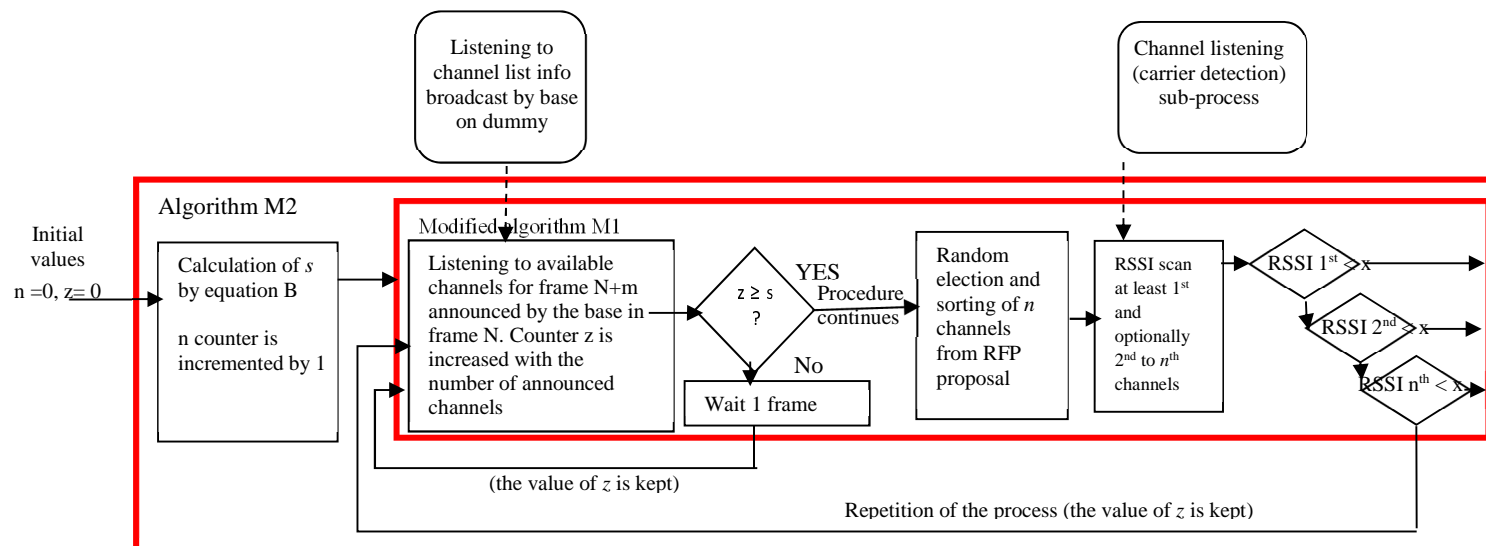 Listening to
channel list info
broadcast by base
on dummy
Channel listening
(carrier detection)
sub-process
Algorithm M2
Initial
values
n =0, z= 0
Calculation of s
by equation B
n counter is
incremented by 1
Modified algorithm M1
Listening to available
channels for frame N+m
announced by the base in
frame N. Counter z is
increased with the
number of announced
channels
z ≥ s
?
YES
Procedure
continues
No
Wait 1 frame
Random
election and
sorting of n
channels
from RFP
proposal
RSSI scan
at least 1st
and
optionally
2nd to nth
channels
RSSI 1st < x
RSSI 2nd < x
RSSI nth < x
(the value of z is kept)
Repetition of the process (the value of z is kept)